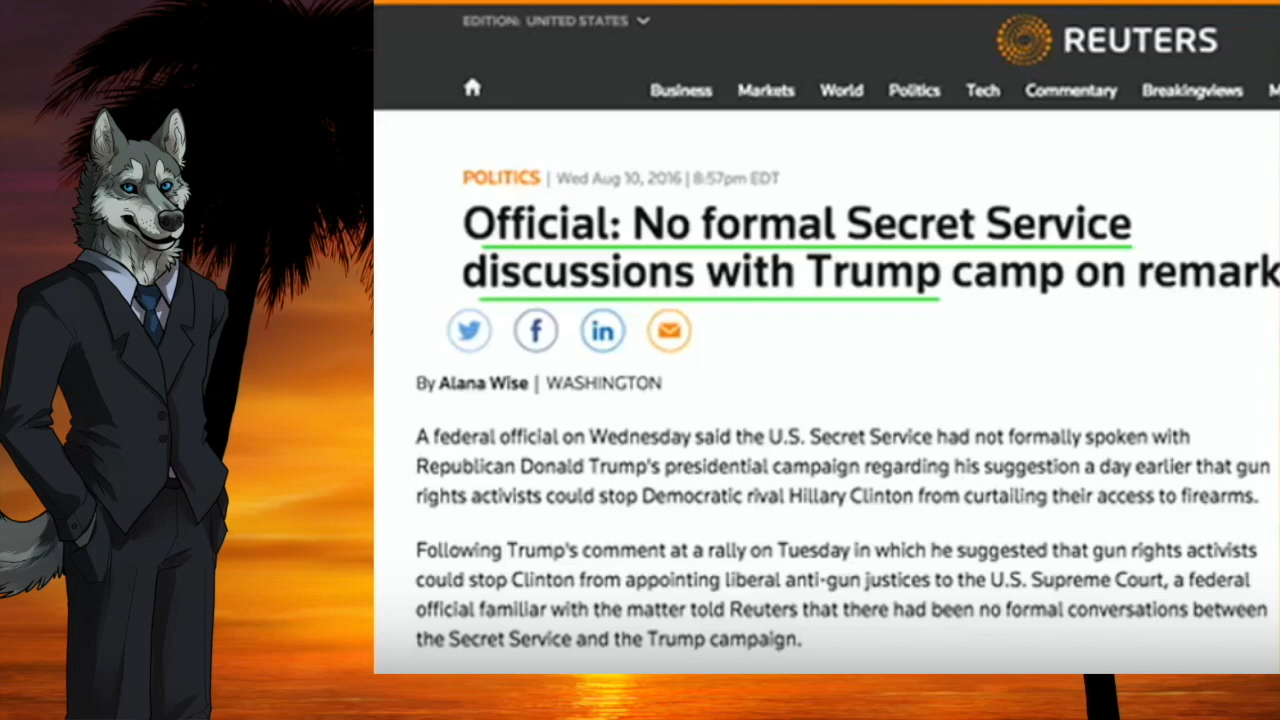 EDITION: UNITED STATES
REUTERS
Business Markets World Politics Tech Commentary Breakingviews M
POLITICS | Wed Aug 10, 2016 | 8:57pm EDT
Official: No formal Secret Service
discussions with Trump camp on remark
f in
By Alana Wise | WASHINGTON
A federal official on Wednesday said the U.S. Secret Service had not formally spoken with
Republican Donald Trump's presidential campaign regarding his suggestion a day earlier that gun
rights activists could stop Democratic rival Hillary Clinton from curtailing their access to firearms.
Following Trump's comment at a rally on Tuesday in which he suggested that gun rights activists
could stop Clinton from appointing liberal anti-gun justices to the U.S. Supreme Court, a federal
official familiar with the matter told Reuters that there had been no formal conversations between
the Secret Service and the Trump campaign.